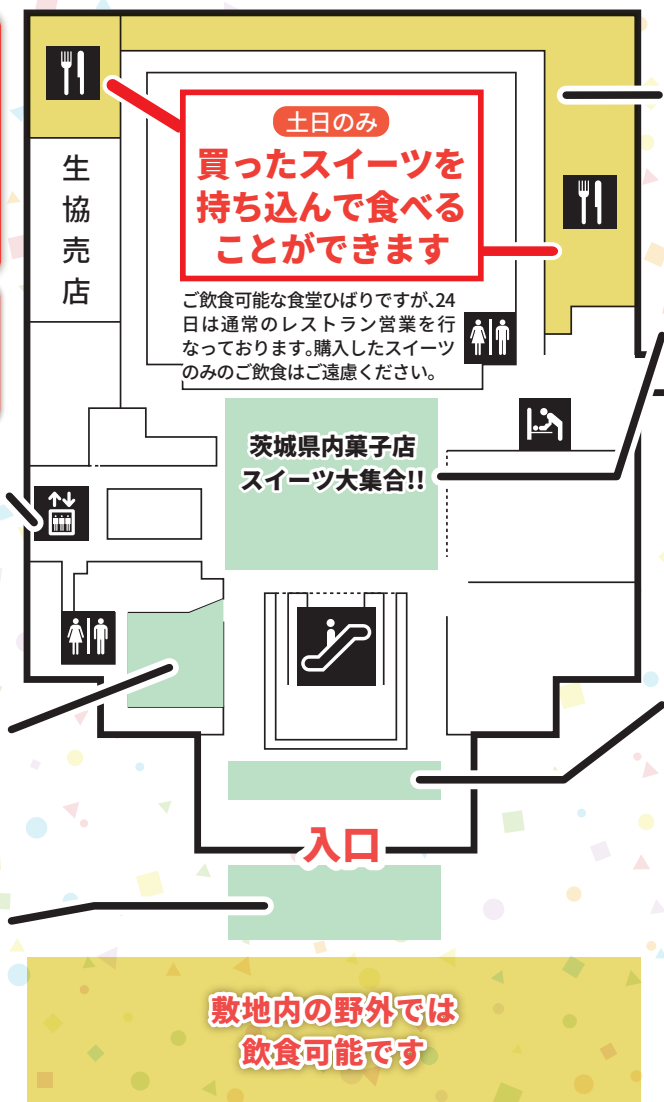 土日のみ
買ったスイーツを
持ち込んで食べる
ことができます
生協売店
ご飲食可能な食堂ひばりですが、24
日は通常のレストラン営業を行
なっております。購入したスイーツ
のみのご飲食はご遠慮ください。
茨城県内菓子店
スイーツ大集合!!
入口
敷地内の野外では
飲食可能です